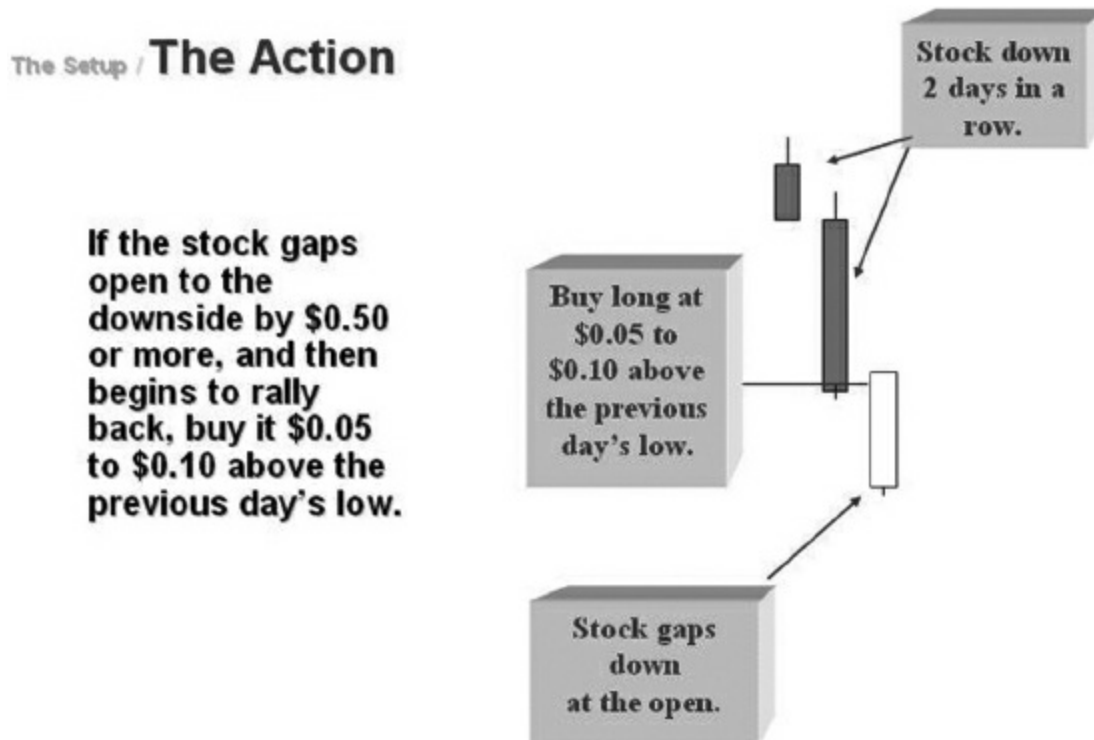 The Setup / The Action
Stock down
2 days in a
row.
If the stock gaps
open to the
downside by $0.50
or more, and then
begins to rally
back, buy it $0.05
to $0.10 above the
previous day's low.
Buy long at
$0.05 to
$0.10 above
the previous
day's low.
Stock gaps
down
at the open.